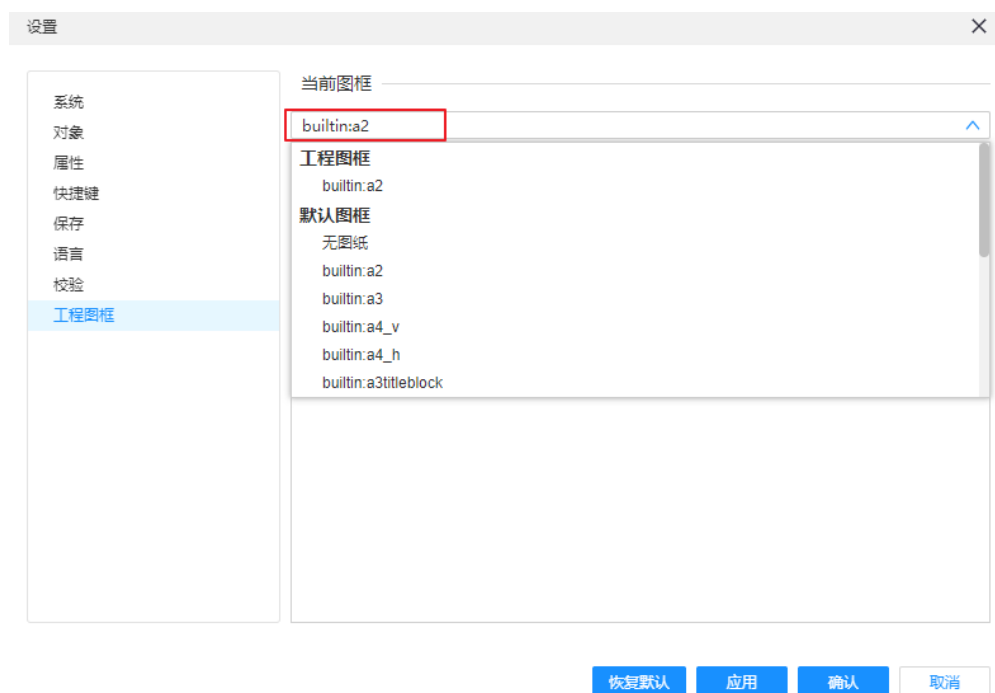 设置
系统
对象
属性
快捷键
保存
语言
校验
工程图框
当前图框
builtin:a2
工程图框
builtin:a2
默认图框
无图纸
builtin:a2
builtin:a3
builtin:a4_v
builtin:a4_h
builtin:a3titleblock
恢复默认 应用 确认 取消